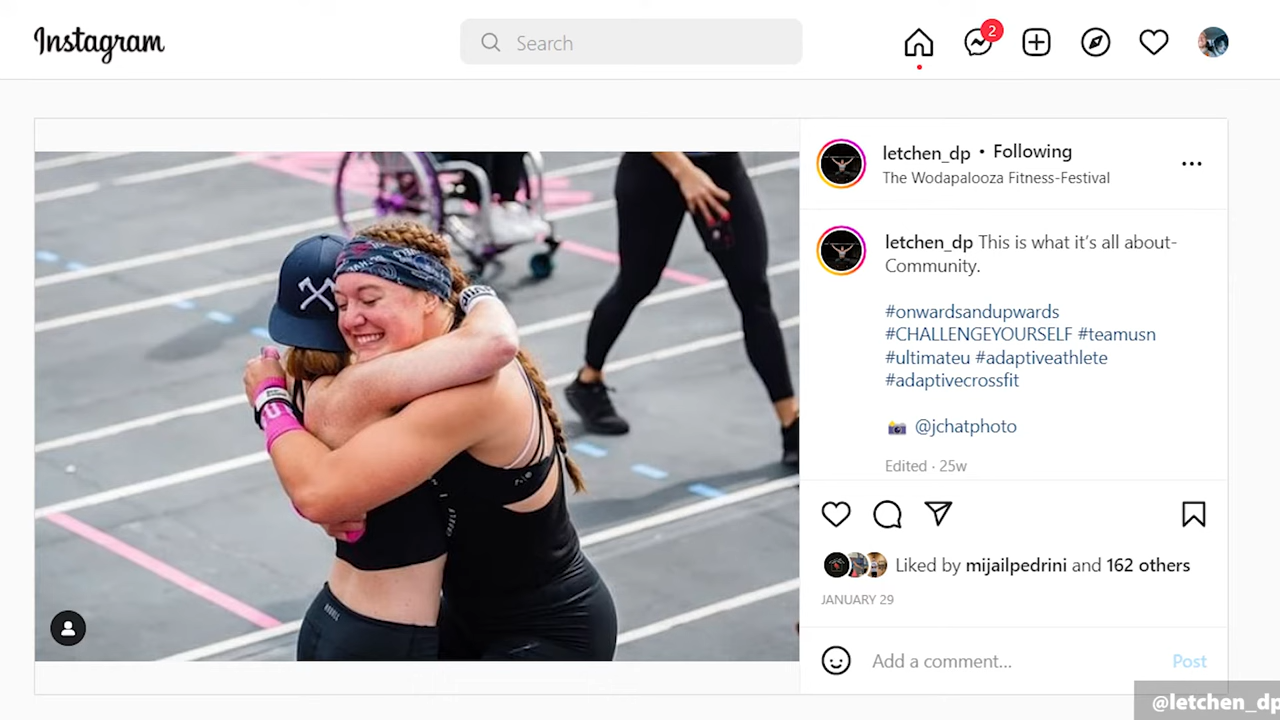 Instagram
Search
2
letchen_dp • Following
The Wodapalooza Fitness-Festival
letchen_dp This is what it’s all about-
Community.
#onwardsandupwards
#CHALLENGEYOURSELF #teamusn
#ultimateu #adaptiveathlete
#adaptivecrossfit
@jchatphoto
Edited · 25w
Liked by mijailpedrini and 162 others
JANUARY 29
Add a comment...
Post
@letchen_dp